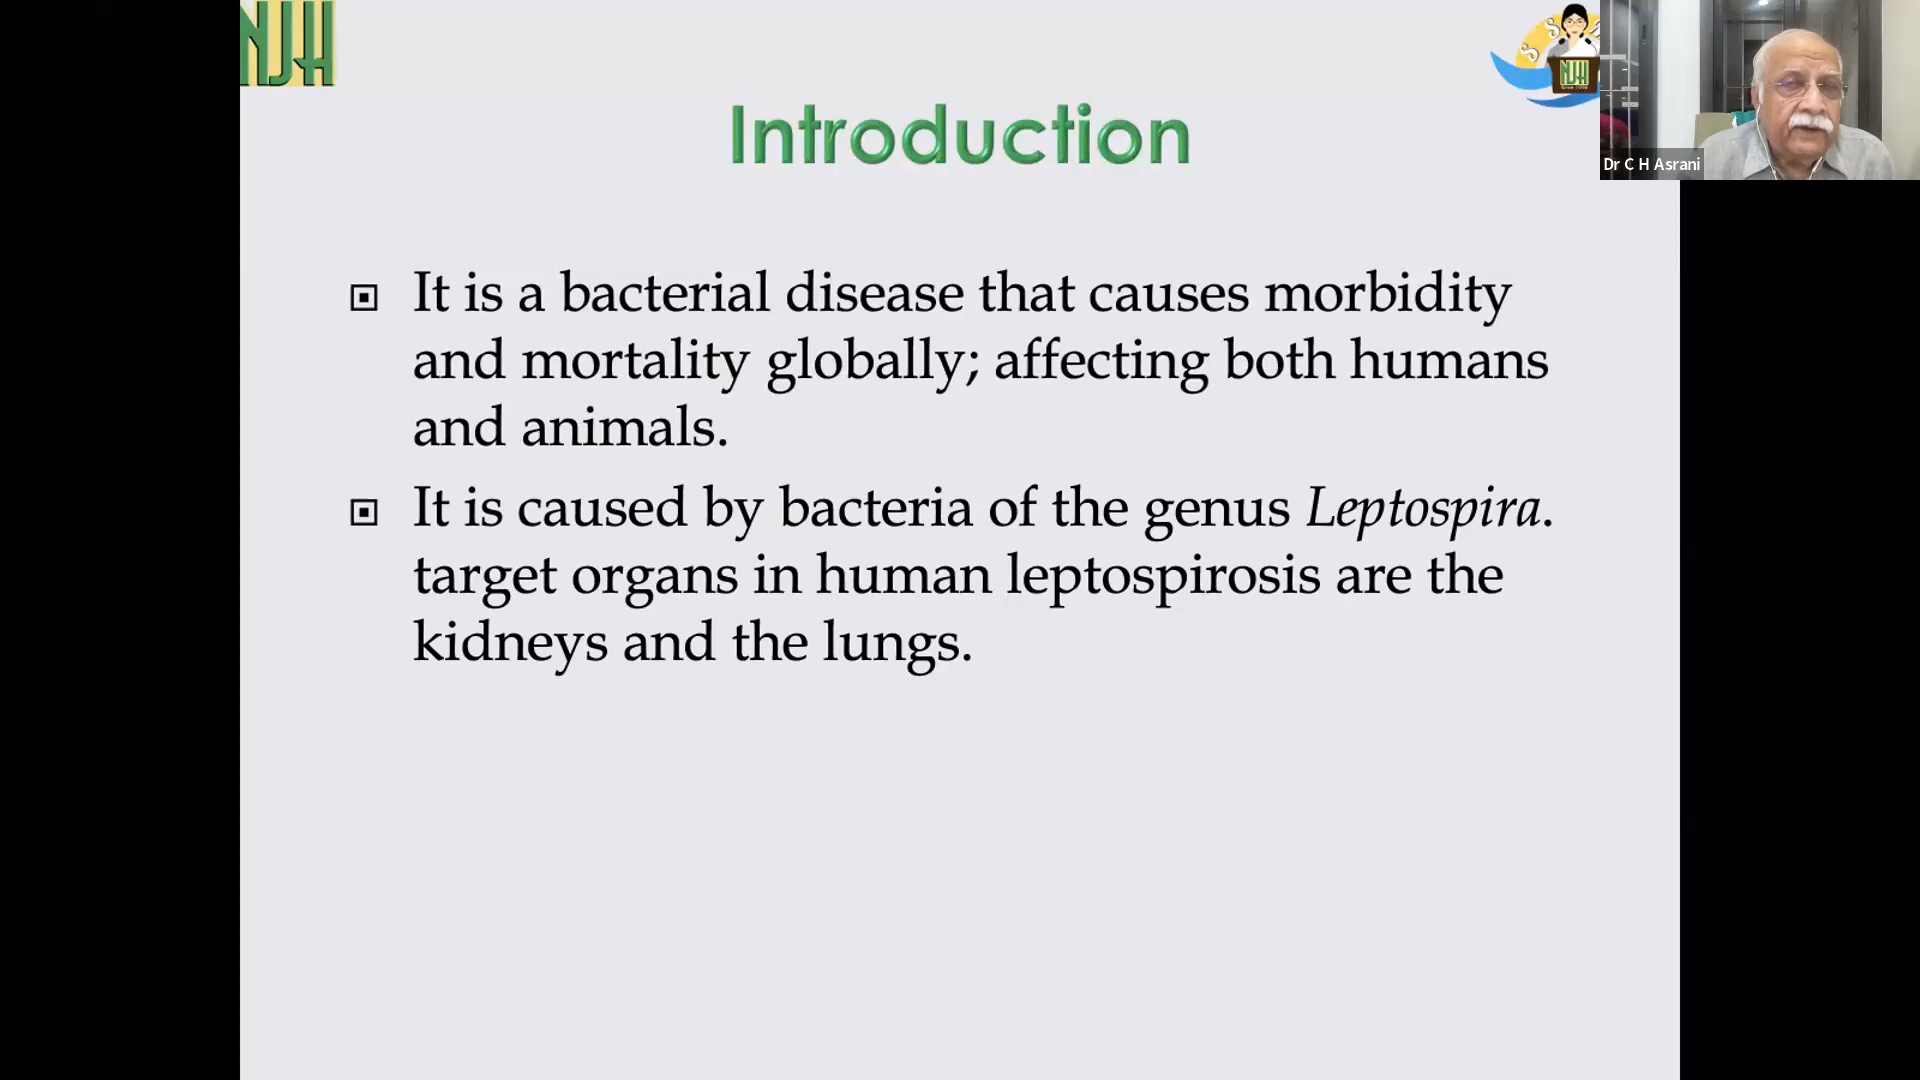 NJH
S
S
NJH
Introduction
Dr C H Asrani
It is a bacterial disease that causes morbidity
and mortality globally; affecting both humans
and animals.
It is caused by bacteria of the genus Leptospira.
target organs in human leptospirosis are the
kidneys and the lungs.